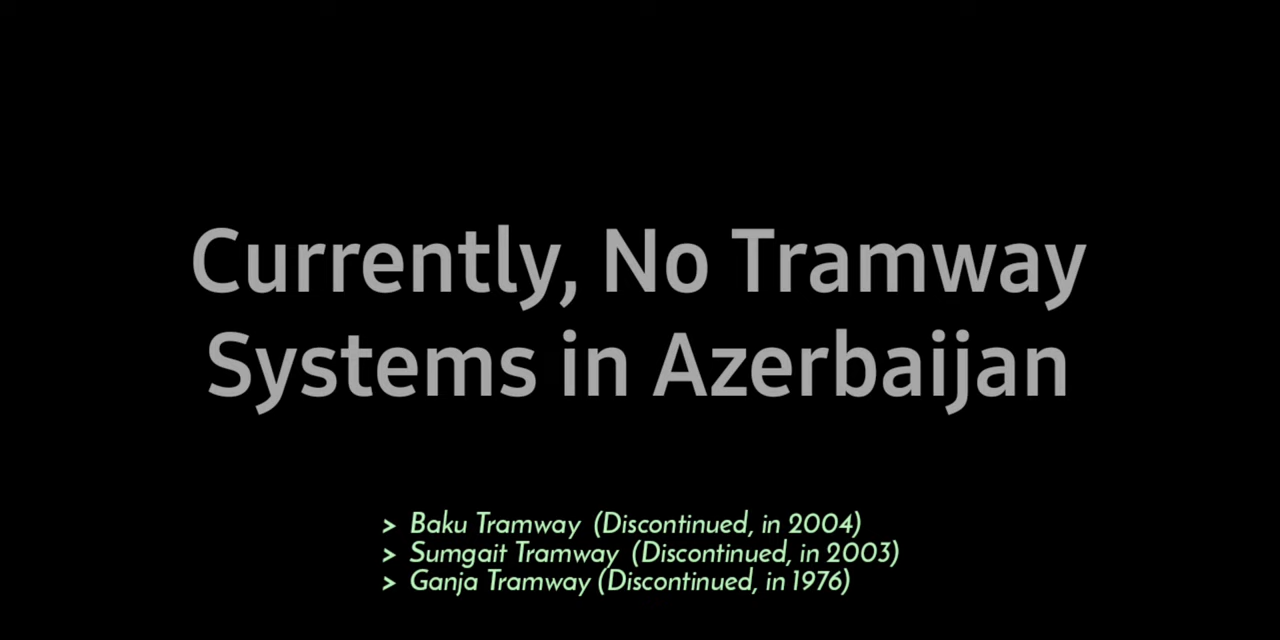 Currently, No Tramway
Systems in Azerbaijan
> Baku Tramway (Discontinued, in 2004)
> Sumgait Tramway (Discontinued, in 2003)
> Ganja Tramway (Discontinued, in 1976)